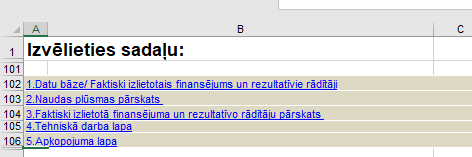 A B C
1 Izvēlieties sadaļu:
101
102 1.Datu bāze/ Faktiski izlietotais finansējums un rezultatīvie rādītāji
103 2.Naudas plūsmas pārskats
104 3.Faktiski izlietotā finansējuma un rezultatīvo rādītāju pārskats
105 4.Tehniskā darba lapa
106 5.Apkopojuma lapa